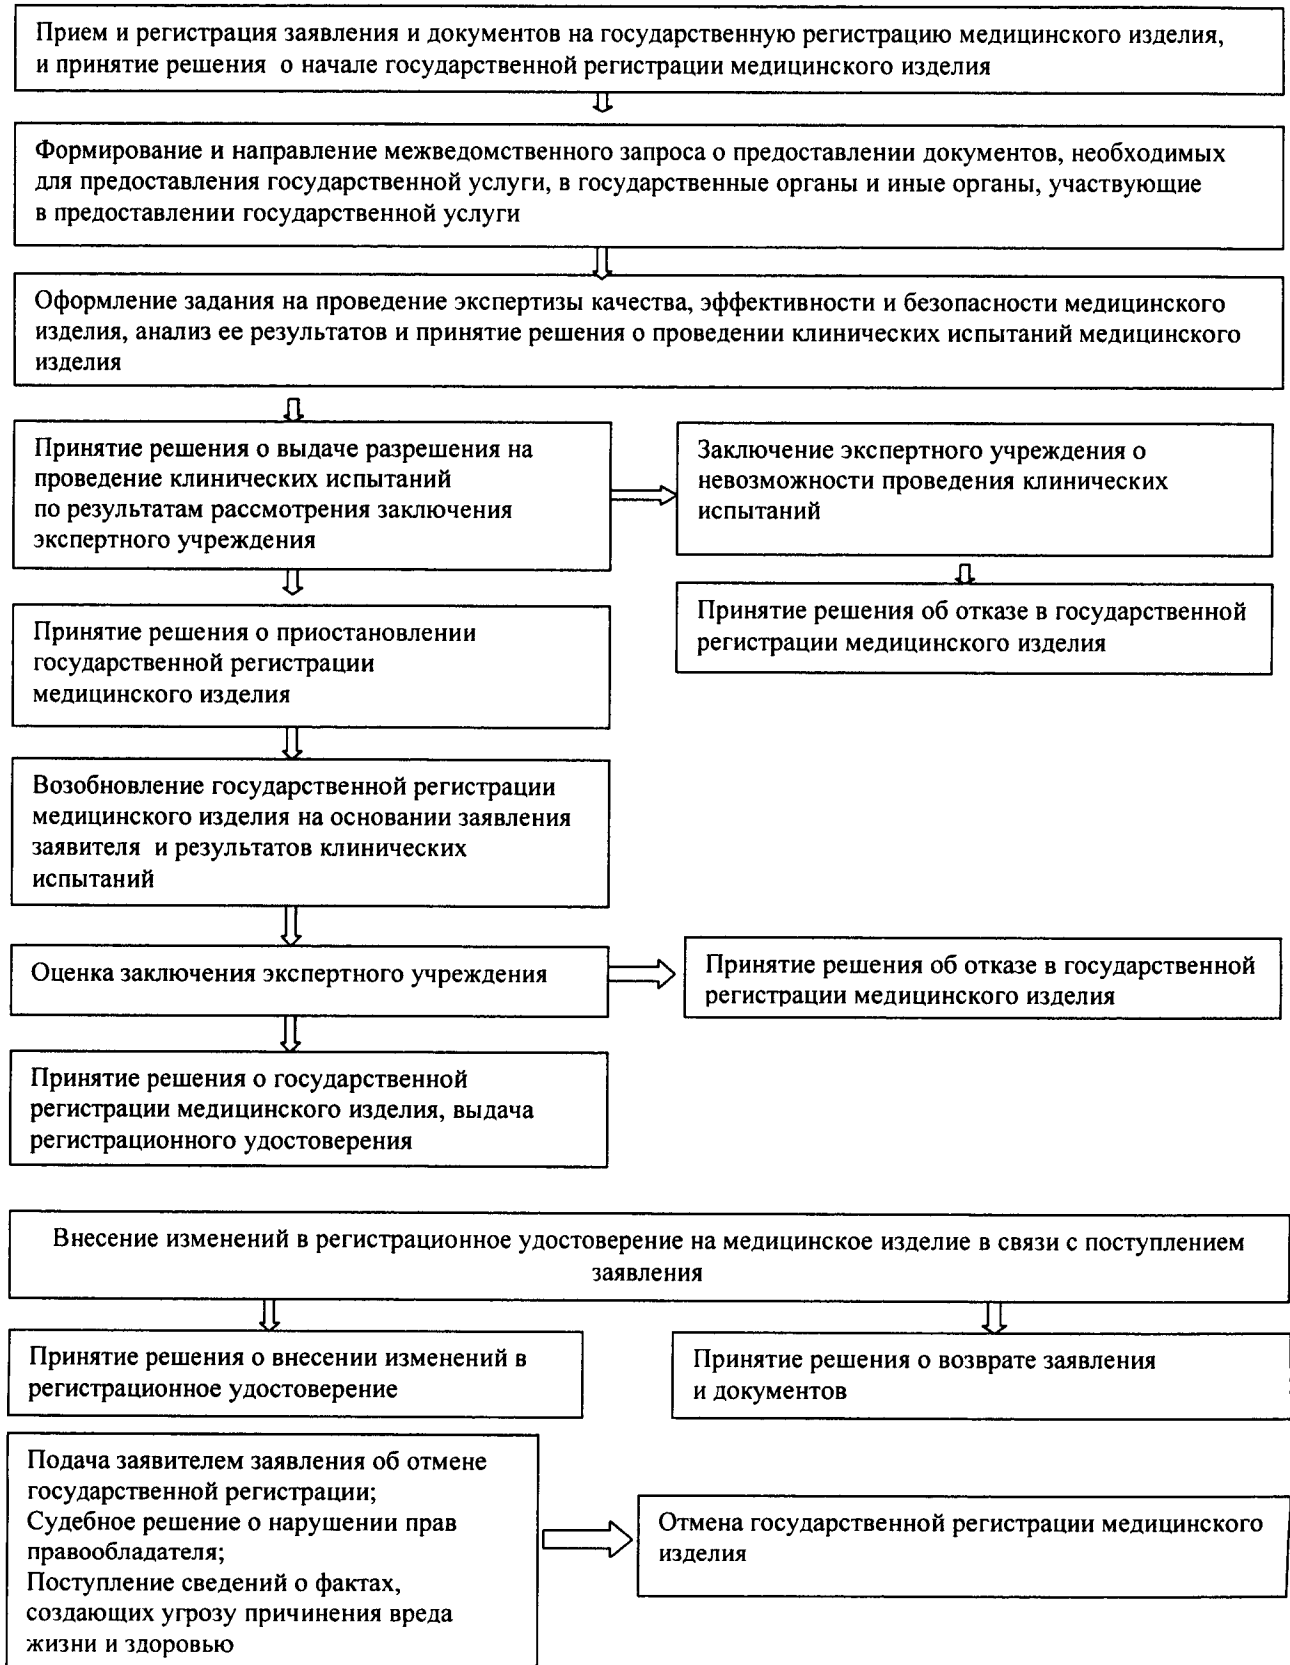 Прием и регистрация заявления и документов на государственную регистрацию медицинского изделия,
и принятие решения о начале государственной регистрации медицинского изделия
Формирование и направление межведомственного запроса о предоставлении документов, необходимых
для предоставления государственной услуги, в государственные органы и иные органы, участвующие
в предоставлении государственной услуги
Оформление задания на проведение экспертизы качества, эффективности и безопасности медицинского
изделия, анализ ее результатов и принятие решения о проведении клинических испытаний медицинского
изделия
Принятие решения о выдаче разрешения на
проведение клинических испытаний
по результатам рассмотрения заключения
экспертного учреждения
Заключение экспертного учреждения о
невозможности проведения клинических
испытаний
Принятие решения об отказе в государственной
регистрации медицинского изделия
Принятие решения о приостановлении
государственной регистрации
медицинского изделия
Возобновление государственной регистрации
медицинского изделия на основании заявления
заявителя и результатов клинических
испытаний
Оценка заключения экспертного учреждения
Принятие решения об отказе в государственной
регистрации медицинского изделия
Принятие решения о государственной
регистрации медицинского изделия, выдача
регистрационного удостоверения
Внесение изменений в регистрационное удостоверение на медицинское изделие в связи с поступлением
заявления
Принятие решения о внесении изменений в
регистрационное удостоверение
Принятие решения о возврате заявления
и документов
Подача заявителем заявления об отмене
государственной регистрации;
Судебное решение о нарушении прав
правообладателя;
Поступление сведений о фактах,
создающих угрозу причинения вреда
жизни и здоровью
Отмена государственной регистрации медицинского
изделия